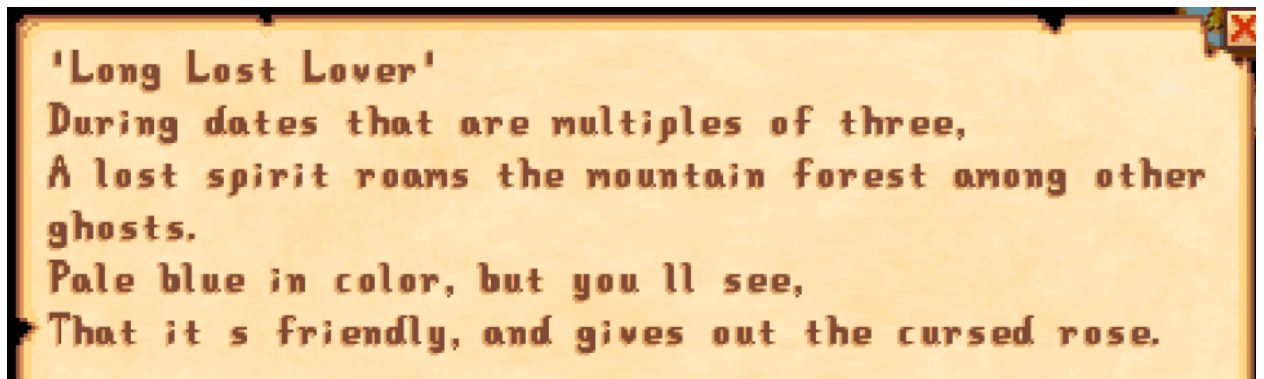 'Long Lost Lover'
During dates that are multiples of three,
A lost spirit roams the mountain forest among other
ghosts.
Pale blue in color, but you ll see,
That it s friendly, and gives out the cursed rose.